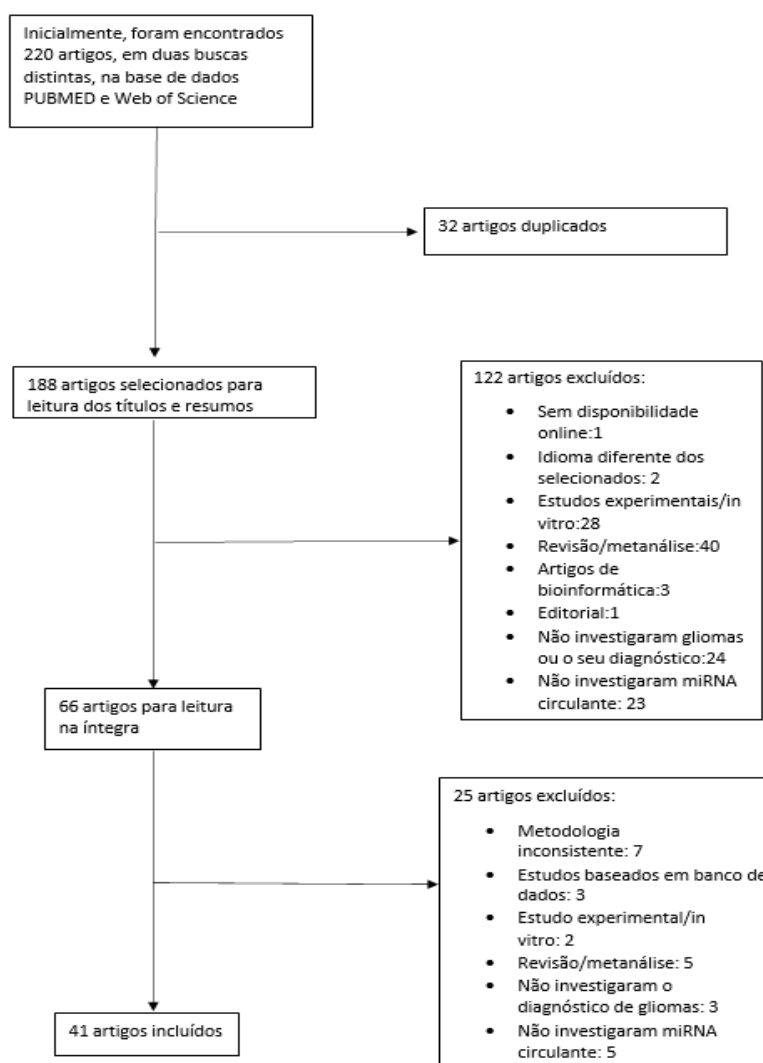 Inicialmente, foram encontrados
220 artigos, em duas buscas
distintas, na base de dados
PUBMED e Web of Science
32 artigos duplicados
188 artigos selecionados para
leitura dos títulos e resumos
122 artigos excluídos:
• Sem disponibilidade
online:1
• Idioma diferente dos
selecionados: 2
• Estudos experimentais/in
vitro:28
• Revisão/metanálise:40
• Artigos de
bioinformática:3
• Editorial:1
• Não investigaram gliomas
ou o seu diagnóstico:24
• Não investigaram miRNA
circulante: 23
66 artigos para leitura
na íntegra
25 artigos excluídos:
• Metodologia
inconsistente: 7
• Estudos baseados em banco de
dados: 3
• Estudo experimental/in
vitro: 2
• Revisão/metanálise: 5
• Não investigaram o
diagnóstico de gliomas: 3
• Não investigaram miRNA
circulante: 5
41 artigos incluídos